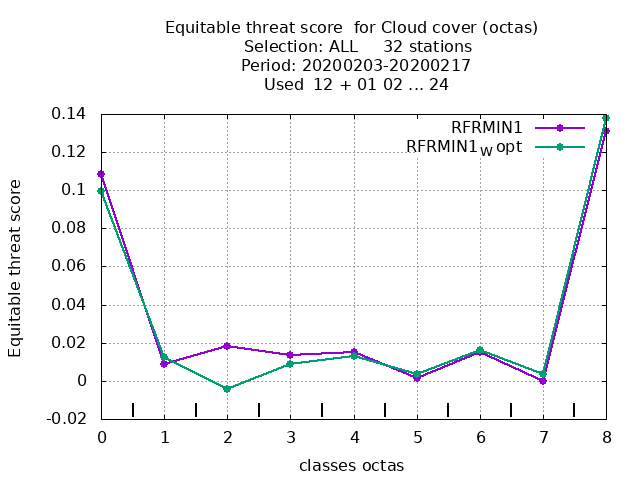 Equitable threat score  for Cloud cover (octas)
Selection: ALL     32 stations
Period: 20200203-20200217
Used  12 + 01 02 ... 24
RFRMIN1
RFRMIN1W opt
Equitable threat score
0.14
0.12
0.1
0.08
0.06
0.04
0.02
0
-0.02
0 1 2 3 4 5 6 7 8
classes octas